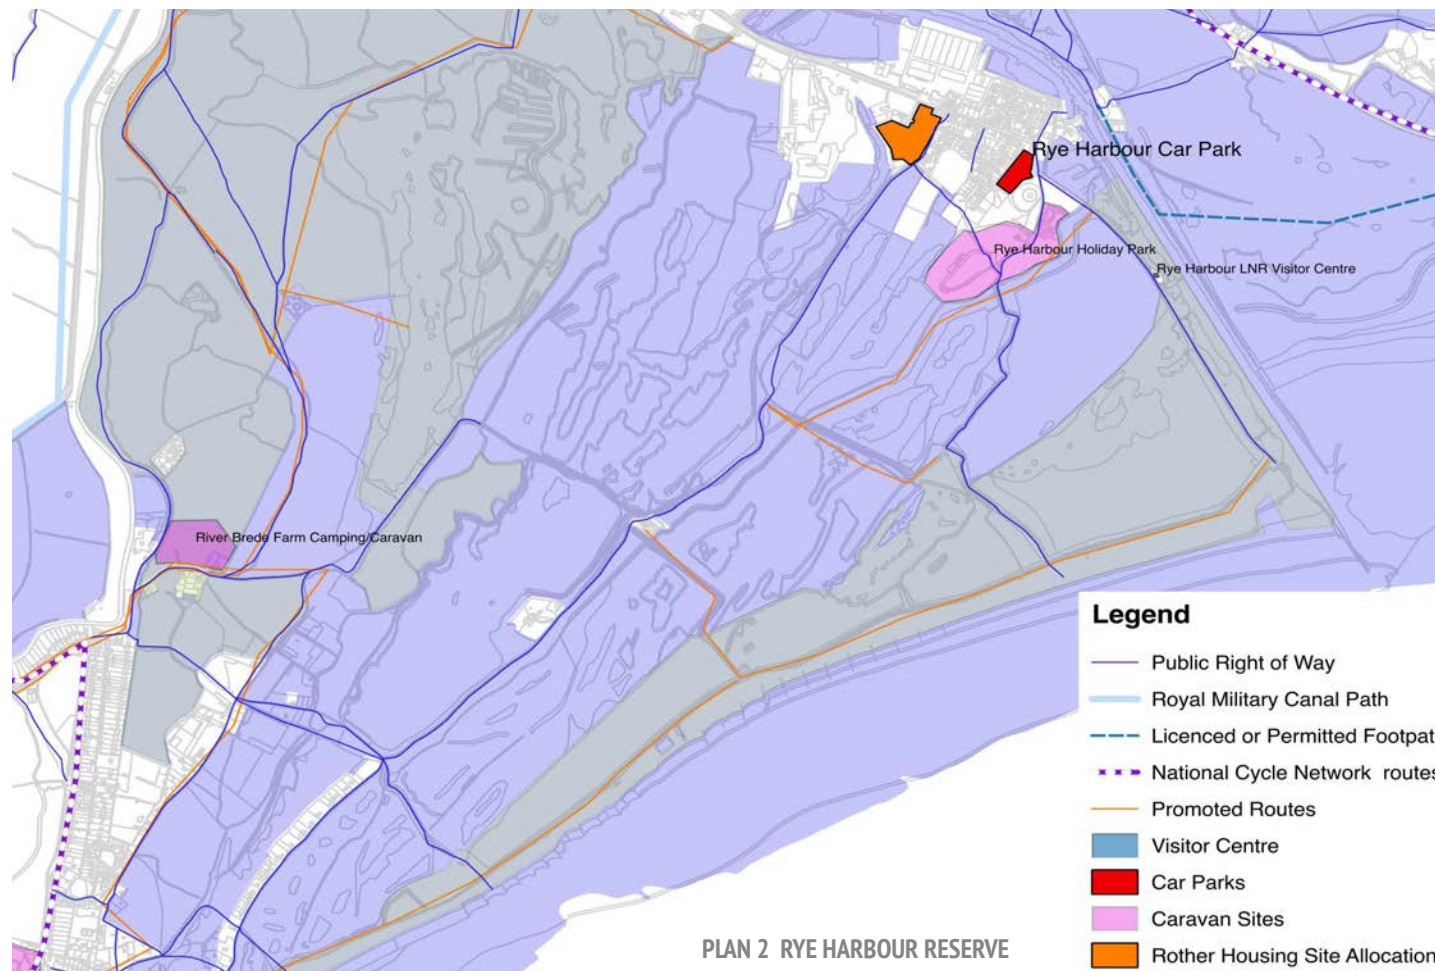 Rye Harbour Car Park
Rye Harbour Holiday Park
Rye Harbour LNR Visitor Centre
River Brede Farm Camping/Caravan
Legend
Public Right of Way
Royal Military Canal Path
Licenced or Permitted Footpat
National Cycle Network routes
Promoted Routes
Visitor Centre
Car Parks
Caravan Sites
Rother Housing Site Allocation
PLAN 2 RYE HARBOUR RESERVE